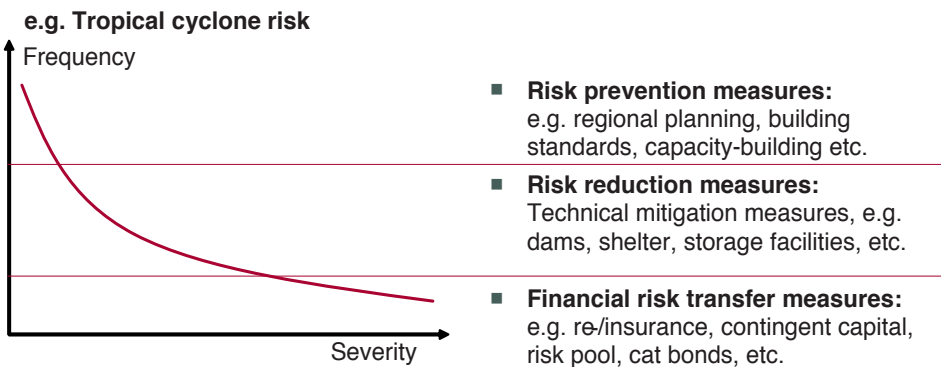 e.g. Tropical cyclone risk
Frequency
Severity
■ Risk prevention measures:
e.g. regional planning, building
standards, capacity-building etc.
■ Risk reduction measures:
Technical mitigation measures, e.g.
dams, shelter, storage facilities, etc.
■ Financial risk transfer measures:
e.g. re-/insurance, contingent capital,
risk pool, cat bonds, etc.